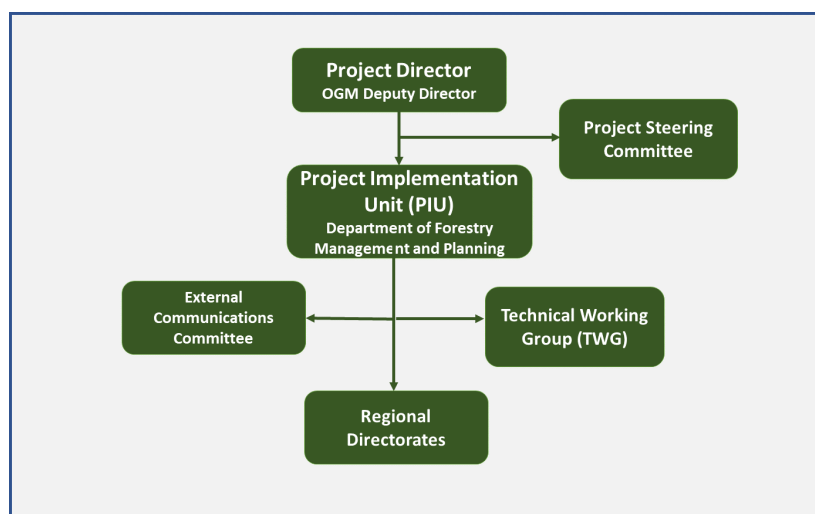 Project Director
OGM Deputy Director
Project Steering
Committee
Project Implementation
Unit (PIU)
Department of Forestry
Management and Planning
External
Communications
Committee
Technical Working
Group (TWG)
Regional
Directorates